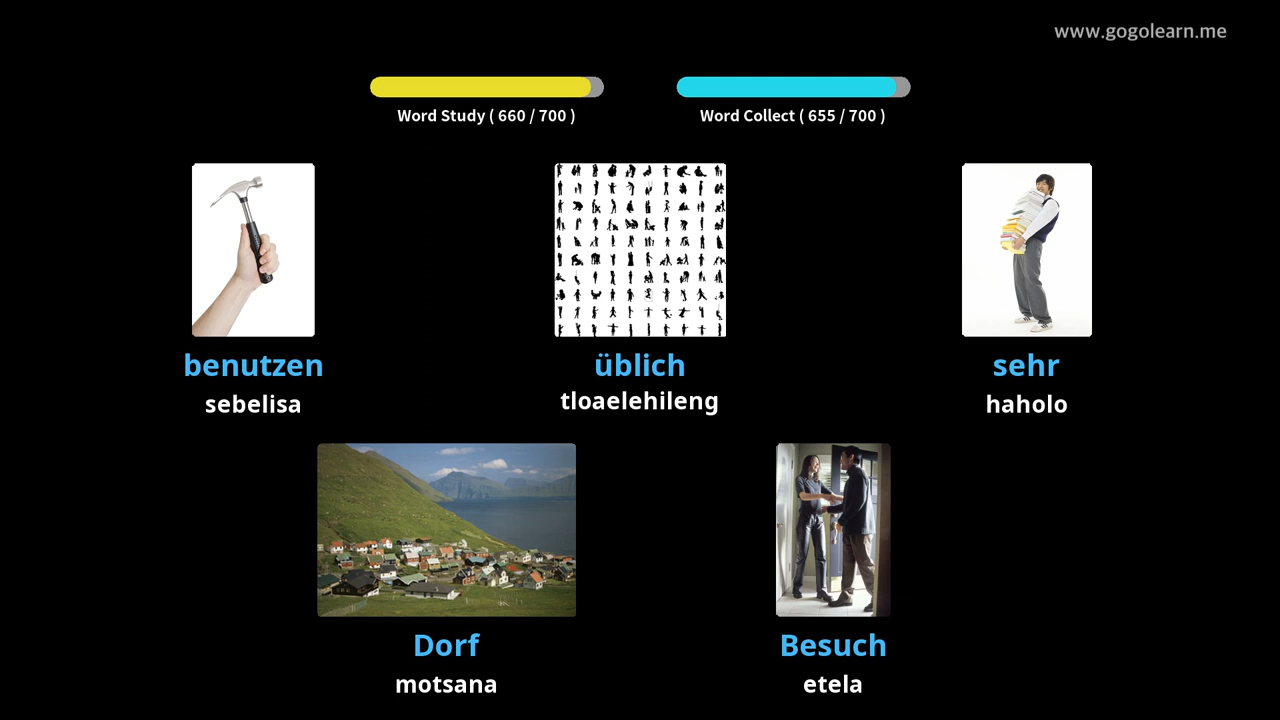 www.gogolearn.me
Word Study ( 660 / 700 )
Word Collect ( 655 / 700 )
benutzen
sebelisa
üblich
tloaelehileng
sehr
haholo
Dorf
motsana
Besuch
etela